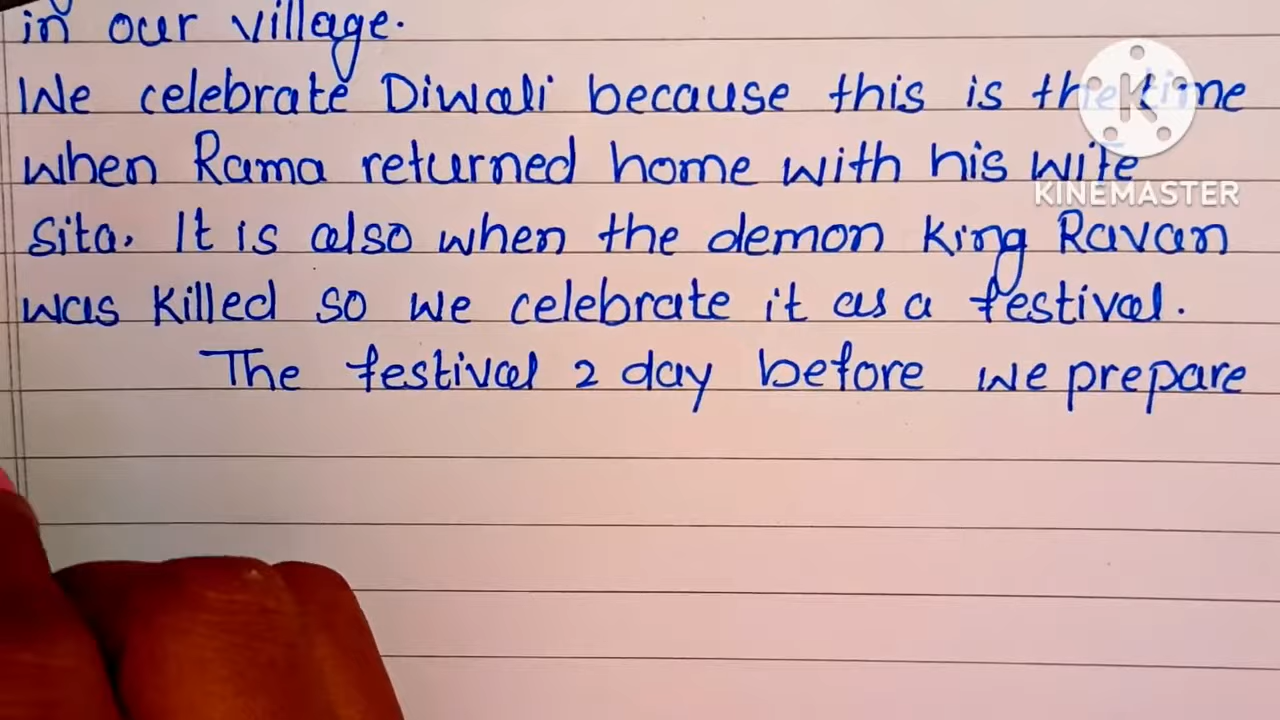 in our village.
We celebrate Diwali because this is the time
when Rama returned home with his wife
KINEMASTER
Sita. It is also when the demon king Ravan
was killed so we celebrate it as a festival.
The festival 2 day before we prepare